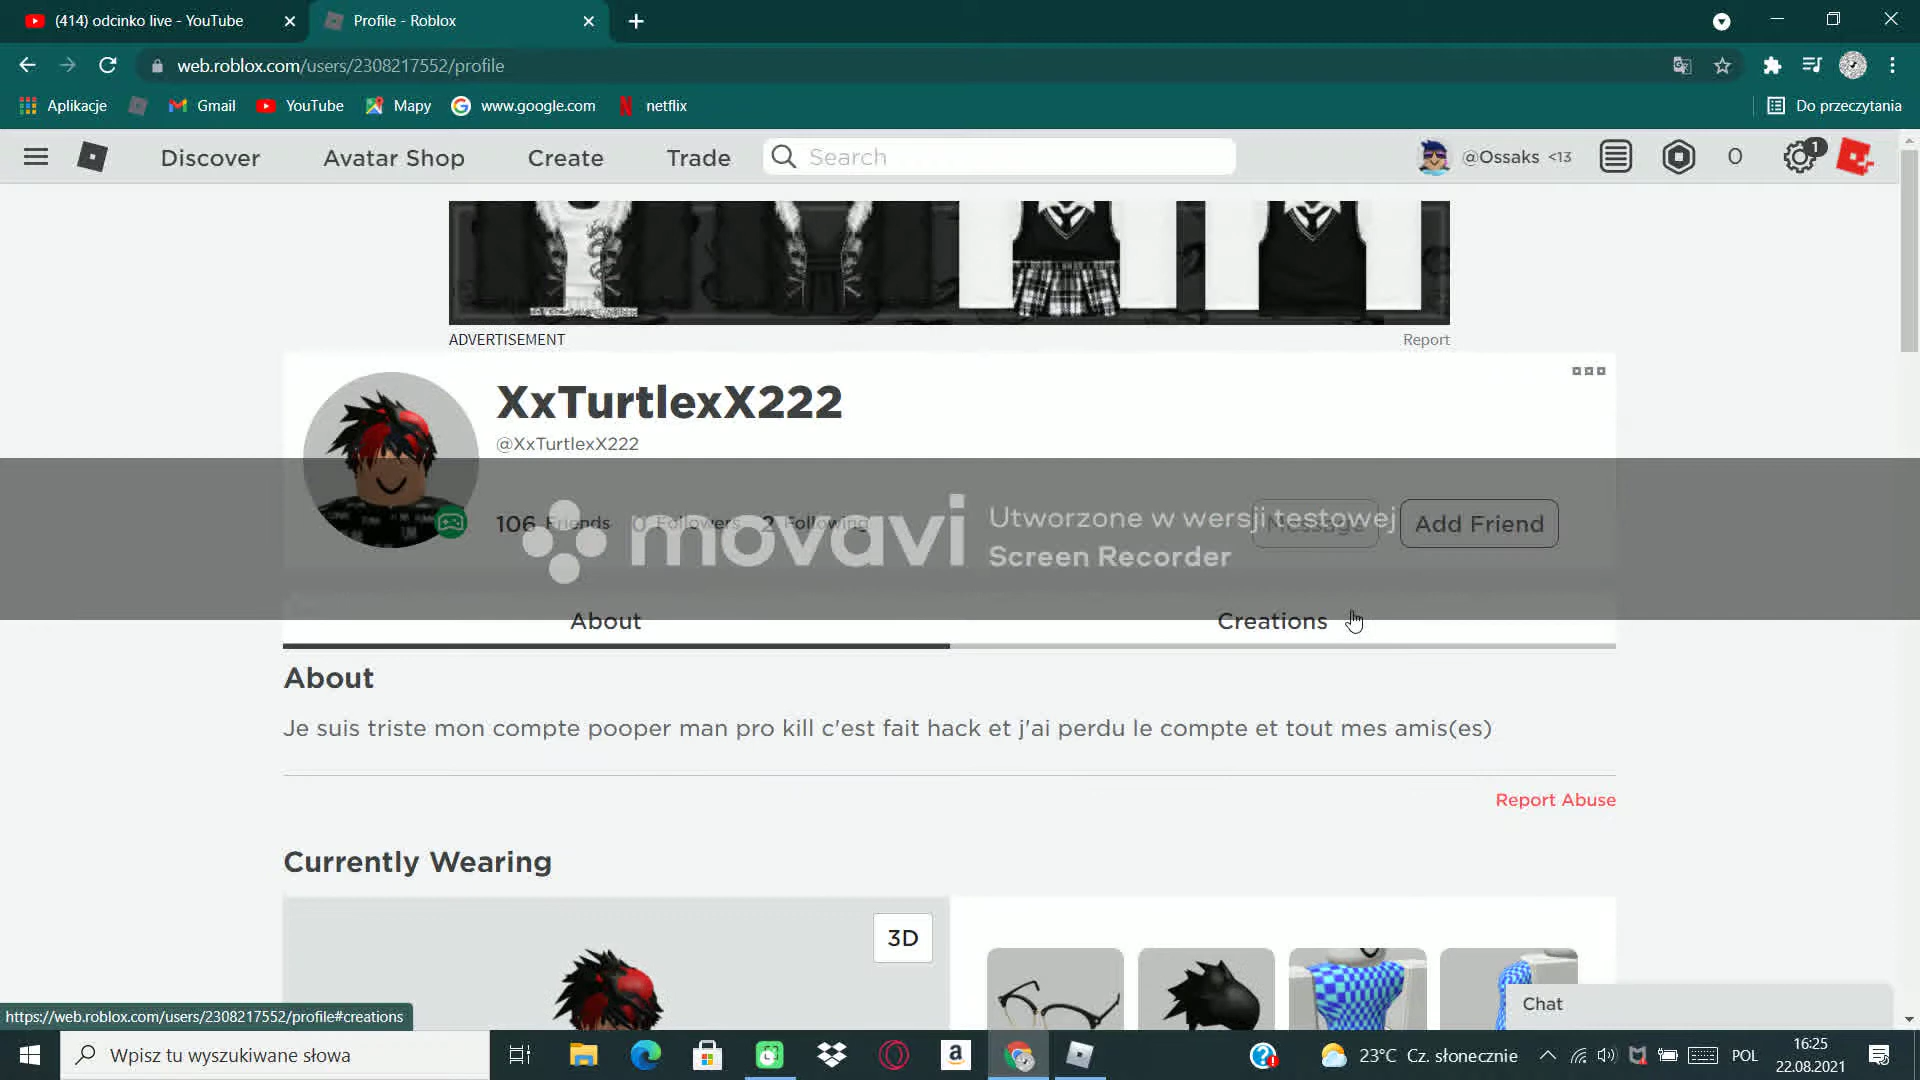 (414) odcinko live - YouTube
Profile - Roblox
web.roblox.com/users/2308217552/profile
Aplikacje
Gmail
YouTube
Mapy
www.google.com
netflix
Do przeczytania
Discover
Avatar Shop
Create
Trade
Search
@Ossaks <13
0
1
ADVERTISEMENT
Report
XxTurtlexX222
@XxTurtlexX222
106 Friends
0 Followers
2 Following
Message
Add Friend
movavi
Utworzone w wersji testowej
Screen Recorder
About
Creations
About
Je suis triste mon compte pooper man pro kill c'est fait hack et j'ai perdu le compte et tout mes amis(es)
Report Abuse
Currently Wearing
3D
Chat
https://web.roblox.com/users/2308217552/profile#creations
Wpisz tu wyszukiwane słowa
a
23°C Cz. słonecznie
POL
16:25
22.08.2021